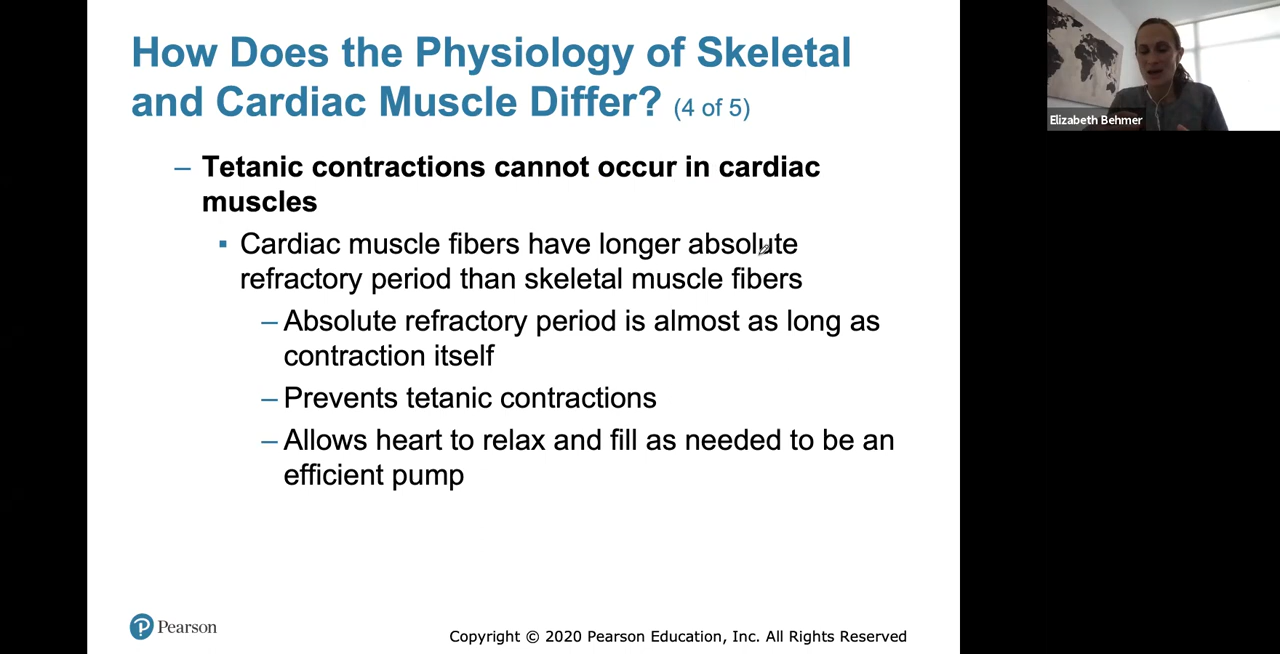 How Does the Physiology of Skeletal
and Cardiac Muscle Differ? (4 of 5)
– Tetanic contractions cannot occur in cardiac
muscles
▪ Cardiac muscle fibers have longer absolute
refractory period than skeletal muscle fibers
– Absolute refractory period is almost as long as
contraction itself
– Prevents tetanic contractions
– Allows heart to relax and fill as needed to be an
efficient pump
P Pearson
Copyright © 2020 Pearson Education, Inc. All Rights Reserved
Elizabeth Behmer